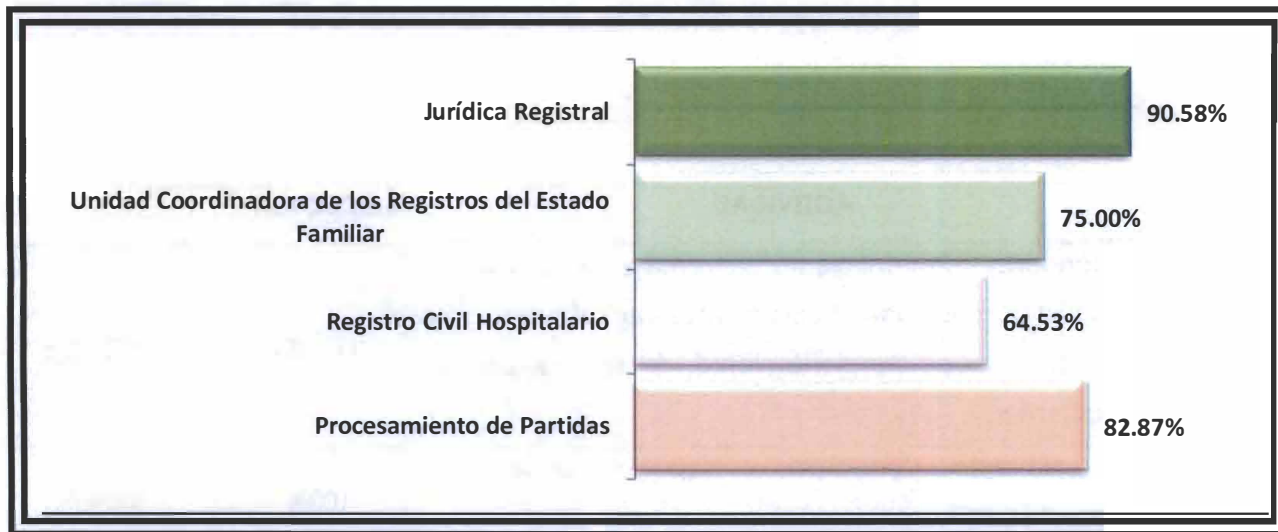 Jurídica Registral
90.58%
Unidad Coordinadora de los Registros del Estado
Familiar
75.00%
Registro Civil Hospitalario
64.53%
Procesamiento de Partidas
82.87%